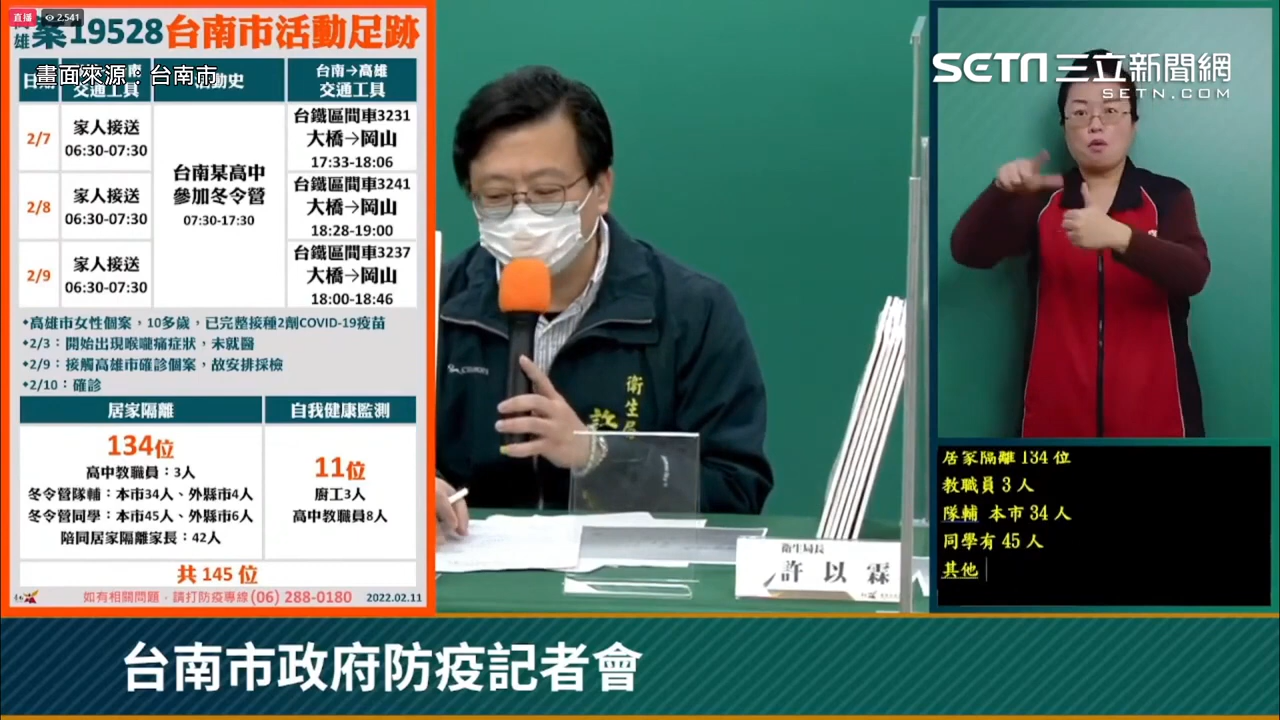 直播 2,541
高雄案19528台南市活動足跡
畫面來源：台南市
日期
交通工具
活動史
台南→高雄
交通工具
2/7
家人接送
06:30-07:30
台南某高中
參加冬令營
07:30-17:30
台鐵區間車3231
大橋→岡山
17:33-18:06
2/8
家人接送
06:30-07:30
台鐵區間車3241
大橋→岡山
18:28-19:00
2/9
家人接送
06:30-07:30
台鐵區間車3237
大橋→岡山
18:00-18:46
高雄市女性個案，10多歲，已完整接種2劑COVID-19疫苗
2/3：開始出現喉嚨痛症狀，未就醫
2/9：接觸高雄市確診個案，故安排採檢
2/10：確診
居家隔離
134位
高中教職員：3人
冬令營隊輔：本市34人、外縣市4人
冬令營同學：本市45人、外縣市6人
陪同居家隔離家長：42人
自我健康監測
11位
廚工3人
高中教職員8人
共 145 位
如有相關問題，請打防疫專線(06) 288-0180
2022.02.11
衛生局
許
衛生局長
許以霖
SETN三立新聞網
SETN.COM
居家隔離 134 位
教職員 3 人
隊輔 本市 34 人
同學有 45 人
其他
台南市政府防疫記者會